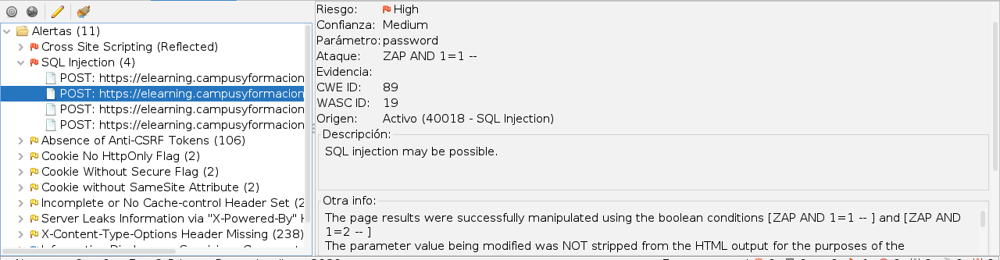 Alertas (11)
Cross Site Scripting (Reflected)
SQL Injection (4)
POST: https://elearning.campusyformacion
POST: https://elearning.campusyformacion
POST: https://elearning.campusyformacion
POST: https://elearning.campusyformacion
Absence of Anti-CSRF Tokens (106)
Cookie No HttpOnly Flag (2)
Cookie Without Secure Flag (2)
Cookie without SameSite Attribute (2)
Incomplete or No Cache-control Header Set (2
Server Leaks Information via "X-Powered-By" H
X-Content-Type-Options Header Missing (238)
Riesgo: High
Confianza: Medium
Parámetro: password
Ataque: ZAP AND 1=1 --
Evidencia:
CWE ID: 89
WASC ID: 19
Origen: Activo (40018 - SQL Injection)
Descripción:
SQL injection may be possible.
Otra info:
The page results were successfully manipulated using the boolean conditions [ZAP AND 1=1 -- ] and [ZAP AND
1=2 -- ]
The parameter value being modified was NOT stripped from the HTML output for the purposes of the